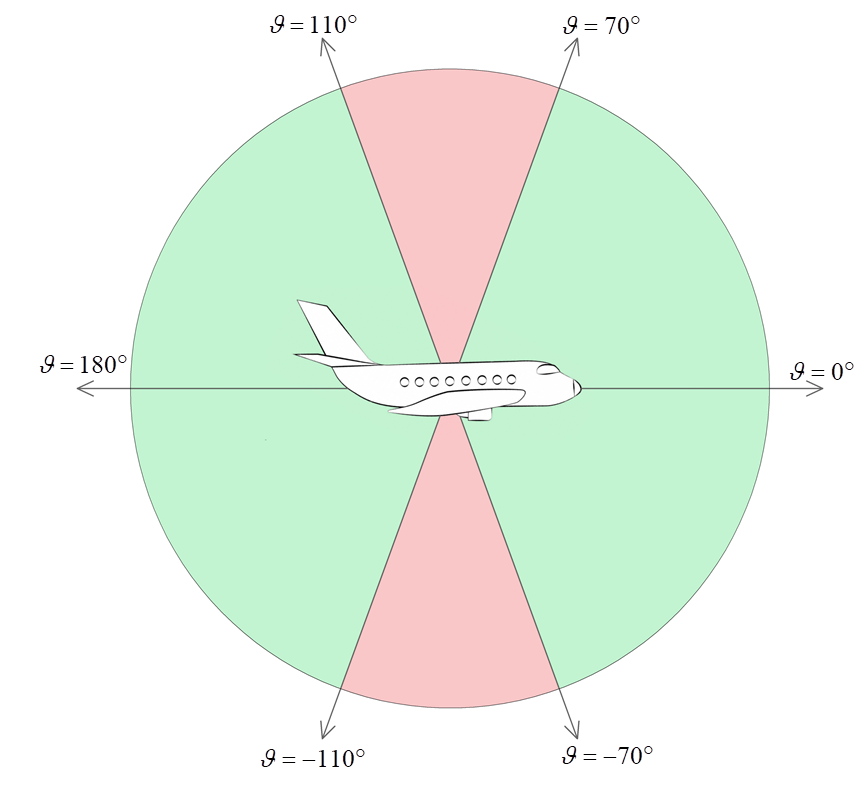 ϑ = 110°
ϑ = 70°
ϑ = 180°
ϑ = 0°
ϑ = –110°
ϑ = –70°